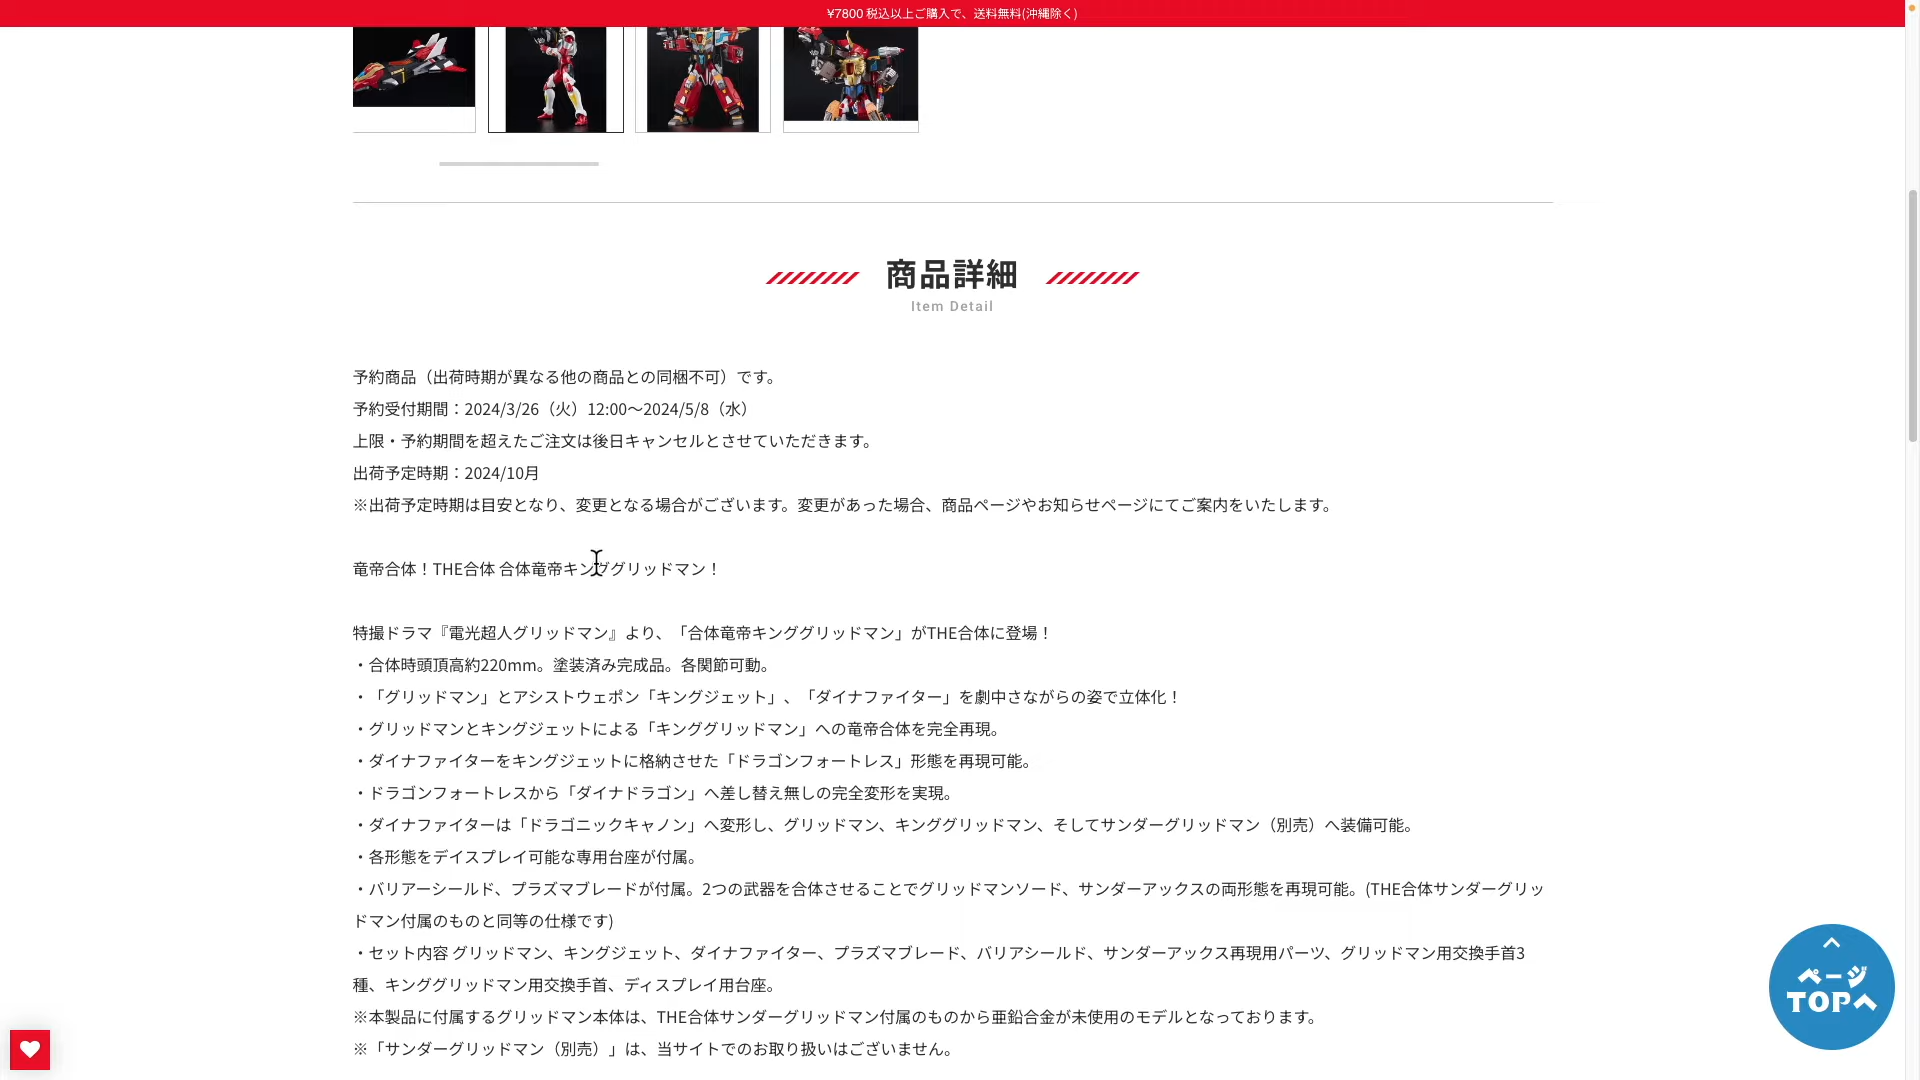 ¥7800 税込以上ご購入で、送料無料(沖縄除く)
商品詳細
Item Detail
予約商品（出荷時期が異なる他の商品との同梱不可）です。
予約受付期間：2024/3/26（火）12:00～2024/5/8（水）
上限・予約期間を超えたご注文は後日キャンセルとさせていただきます。
出荷予定時期：2024/10月
※出荷予定時期は目安となり、変更となる場合がございます。変更があった場合、商品ページやお知らせページにてご案内をいたします。
竜帝合体！THE合体 合体竜帝キンググリッドマン！
特撮ドラマ『電光超人グリッドマン』より、「合体竜帝キンググリッドマン」がTHE合体に登場！
・合体時頭頂高約220mm。塗装済み完成品。各関節可動。
・「グリッドマン」とアシストウェポン「キングジェット」、「ダイナファイター」を劇中さながらの姿で立体化！
・グリッドマンとキングジェットによる「キンググリッドマン」への竜帝合体を完全再現。
・ダイナファイターをキングジェットに格納させた「ドラゴンフォートレス」形態を再現可能。
・ドラゴンフォートレスから「ダイナドラゴン」へ差し替え無しの完全変形を実現。
・ダイナファイターは「ドラゴニックキャノン」へ変形し、グリッドマン、キンググリッドマン、そしてサンダーグリッドマン（別売）へ装備可能。
・各形態をデイスプレイ可能な専用台座が付属。
・バリアーシールド、プラズマブレードが付属。2つの武器を合体させることでグリッドマンソード、サンダーアックスの両形態を再現可能。(THE合体サンダーグリッ
ドマン付属のものと同等の仕様です)
・セット内容 グリッドマン、キングジェット、ダイナファイター、プラズマブレード、バリアシールド、サンダーアックス再現用パーツ、グリッドマン用交換手首3
種、キンググリッドマン用交換手首、ディスプレイ用台座。
※本製品に付属するグリッドマン本体は、THE合体サンダーグリッドマン付属のものから亜鉛合金が未使用のモデルとなっております。
※「サンダーグリッドマン（別売）」は、当サイトでのお取り扱いはございません。
ページ
TOPへ